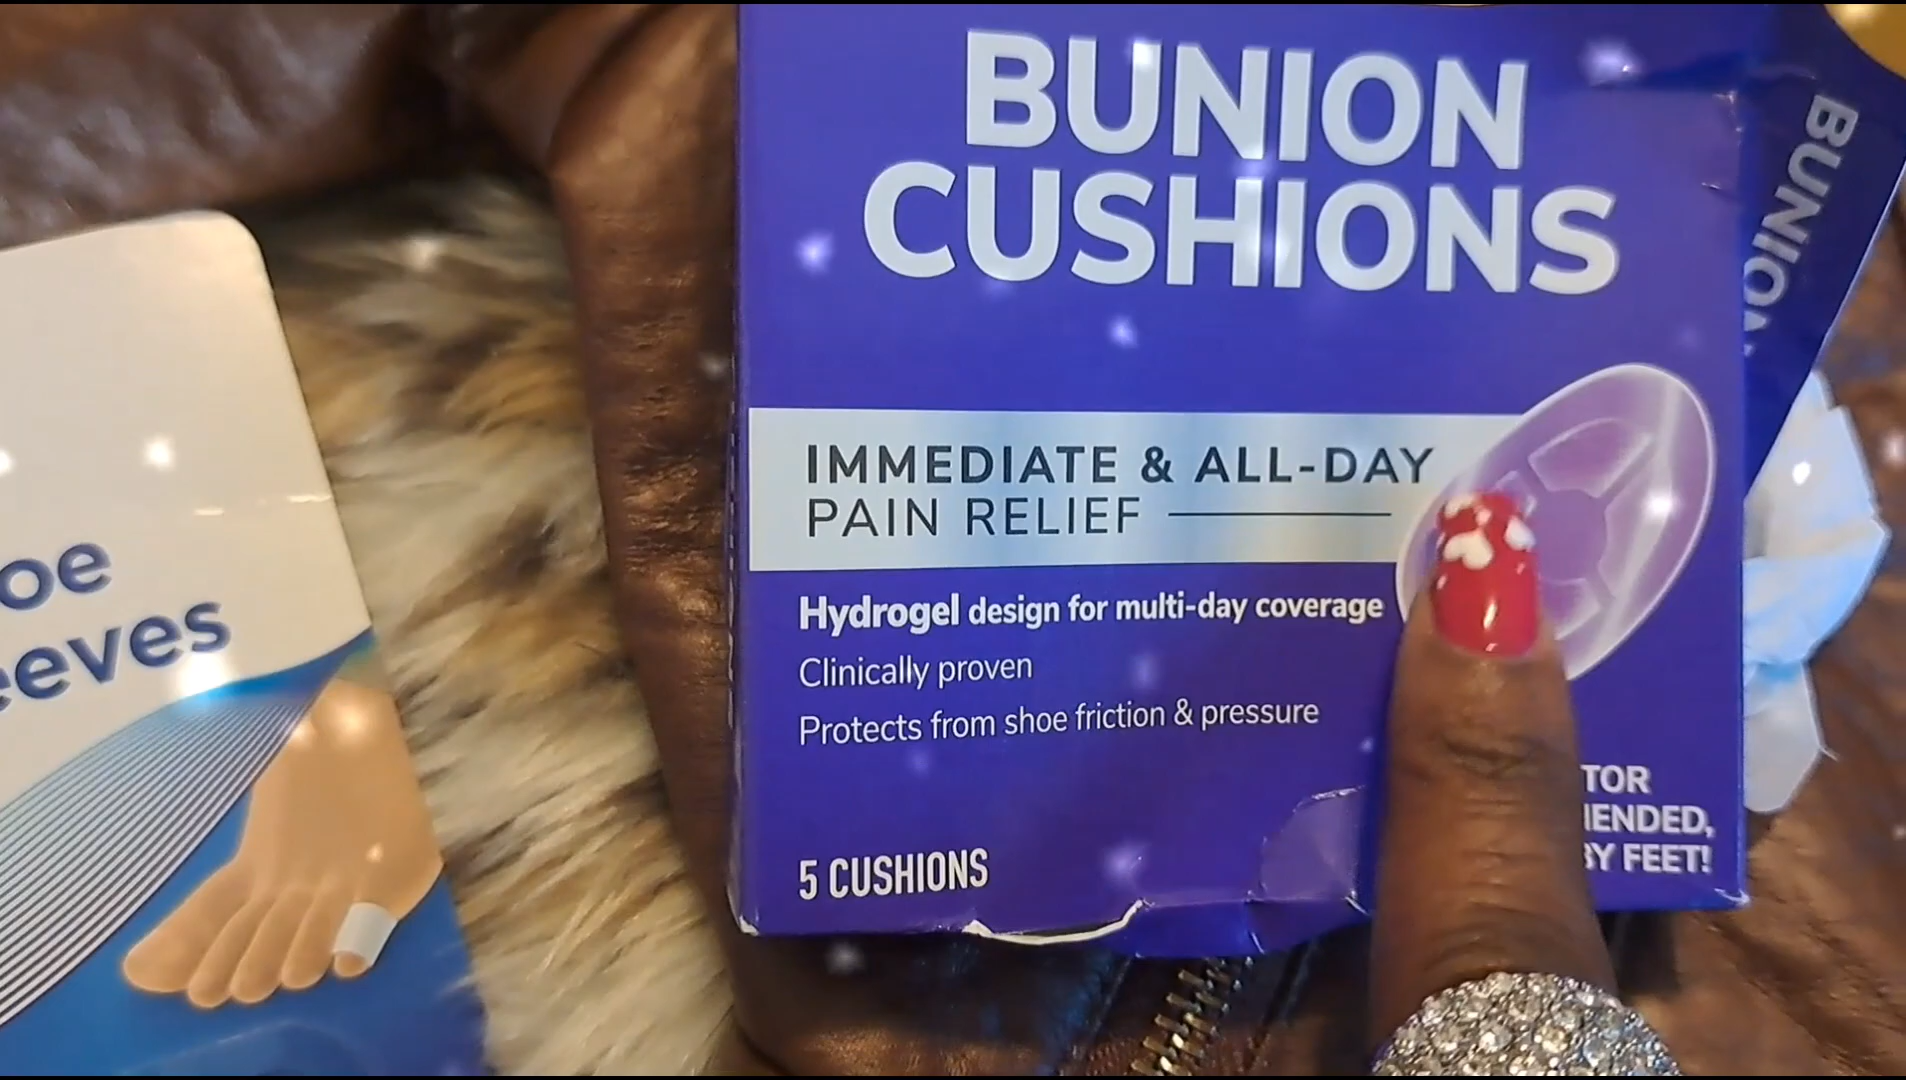 BUNION
CUSHIONS
IMMEDIATE & ALL-DAY
PAIN RELIEF
Hydrogel design for multi-day coverage
Clinically proven
Protects from shoe friction & pressure
5 CUSHIONS
TOR
ENDED,
BY FEET!
BUNION
oe
eeves